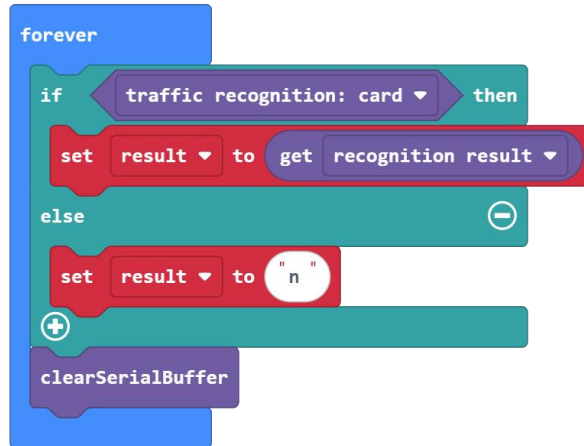 forever
if traffic recognition: card then
set result to get recognition result
else
set result to "n"
clearSerialBuffer